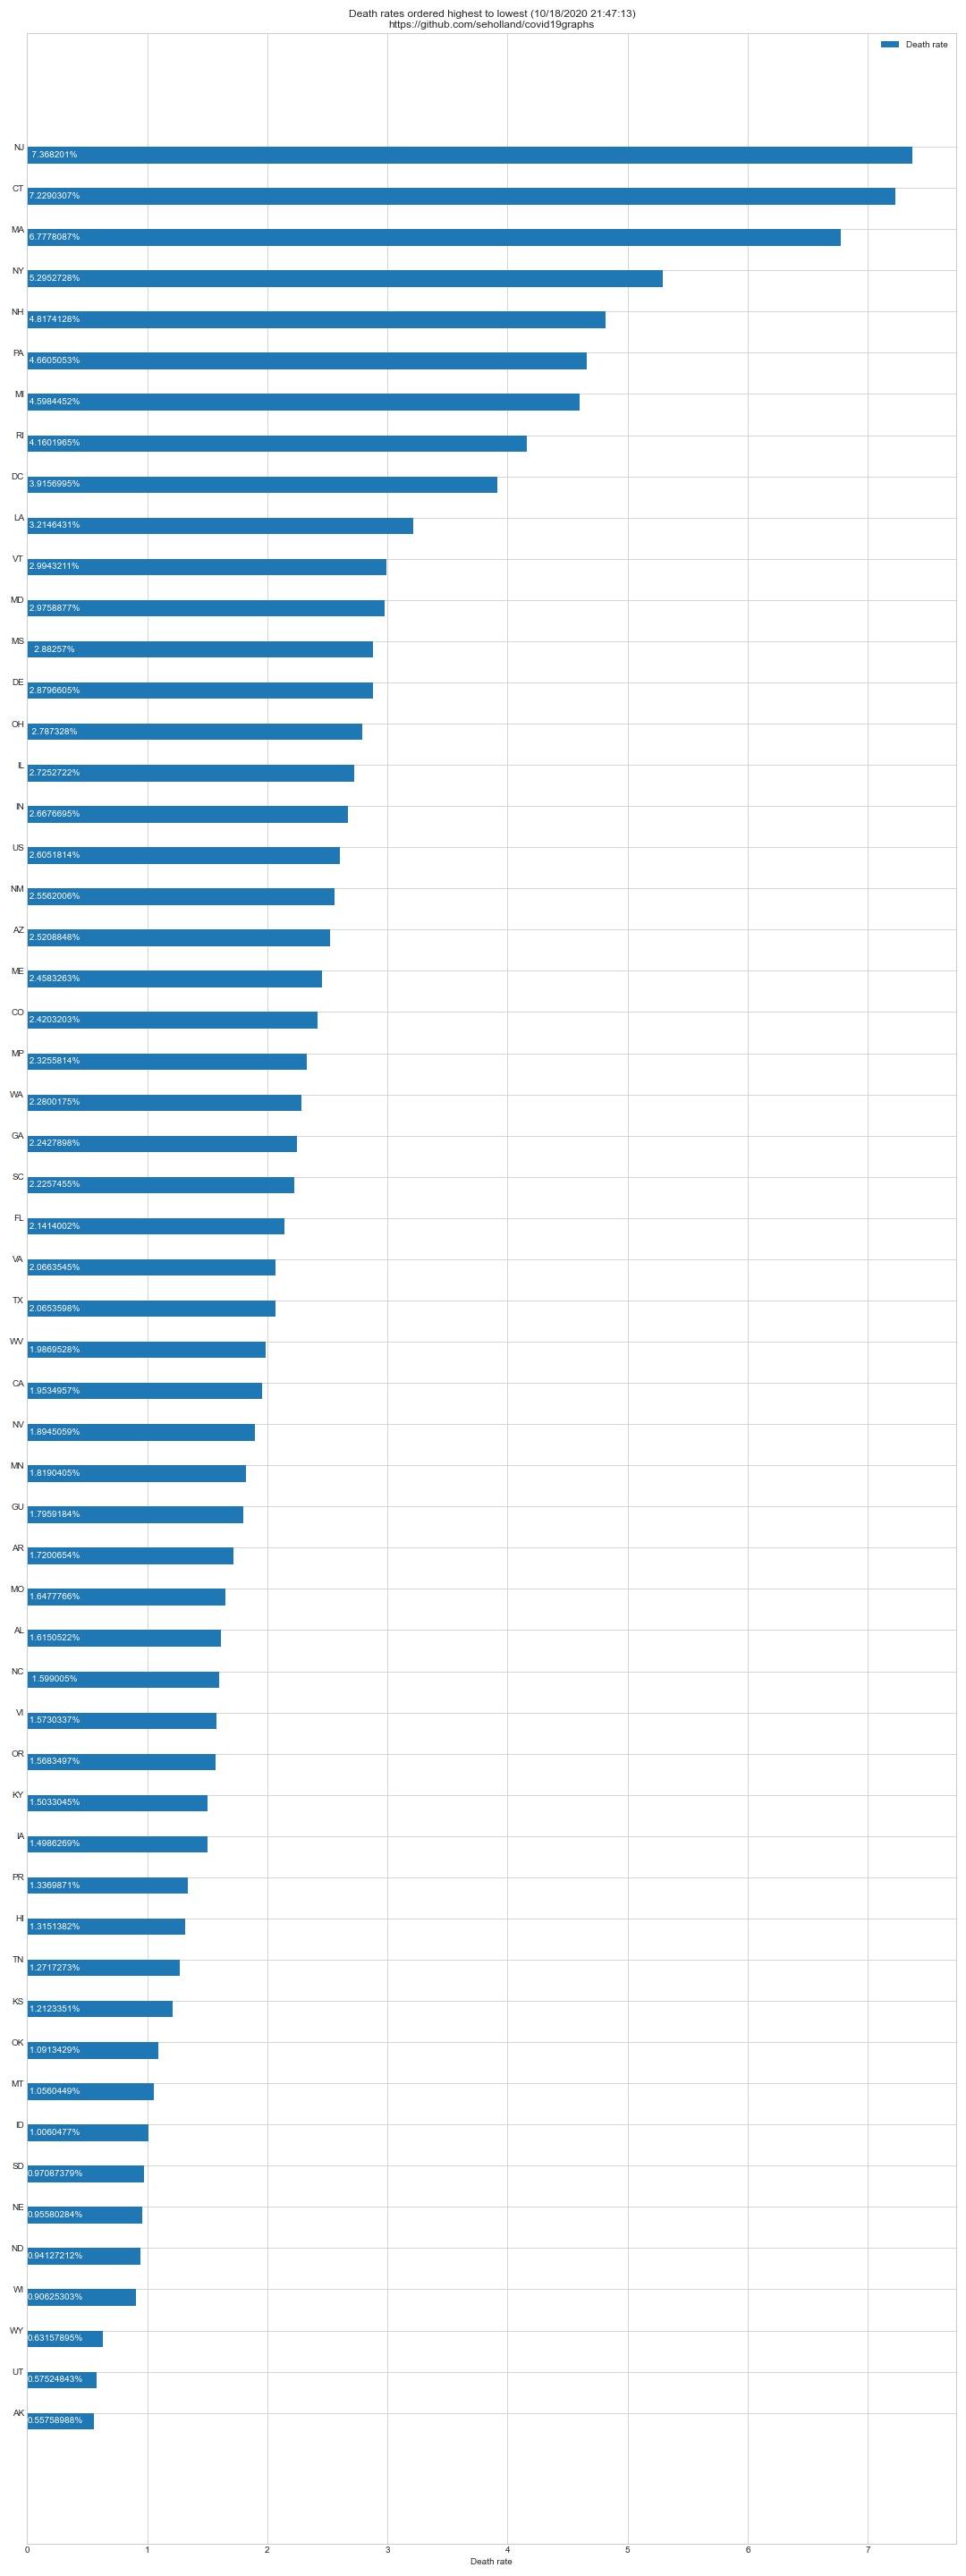 Death rates ordered highest to lowest (10/18/2020 21:47:13)
https://github.com/seholland/covid19graphs
Death rate
NJ 7.368201%
CT 7.2290307%
MA 6.7778087%
NY 5.2952728%
NH 4.8174128%
PA 4.6605053%
MI 4.5984452%
RI 4.1601965%
DC 3.9156995%
LA 3.2146431%
VT 2.9943211%
MD 2.9758877%
MS 2.88257%
DE 2.8796605%
OH 2.787328%
IL 2.7252722%
IN 2.6676695%
US 2.6051814%
NM 2.5562006%
AZ 2.5208848%
ME 2.4583263%
CO 2.4203203%
MP 2.3255814%
WA 2.2800175%
GA 2.2427898%
SC 2.2257455%
FL 2.1414002%
VA 2.0663545%
TX 2.0653598%
WV 1.9869528%
CA 1.9534957%
NV 1.8945059%
MN 1.8190405%
GU 1.7959184%
AR 1.7200654%
MO 1.6477766%
AL 1.6150522%
NC 1.599005%
VI 1.5730337%
OR 1.5683497%
KY 1.5033045%
IA 1.4986269%
PR 1.3369871%
HI 1.3151382%
TN 1.2717273%
KS 1.2123351%
OK 1.0913429%
MT 1.0560449%
ID 1.0060477%
SD 0.97087379%
NE 0.95580284%
ND 0.94127212%
WI 0.90625303%
WY 0.63157895%
UT 0.57524843%
AK 0.55758988%
0 1 2 3 4 5 6 7
Death rate